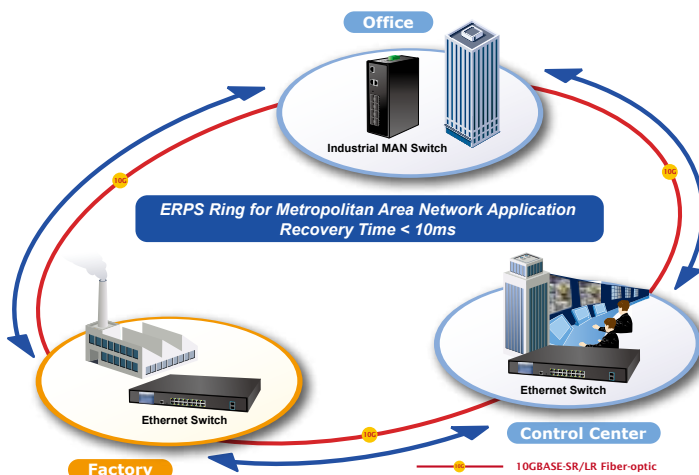 Office
Industrial MAN Switch
10G
10G
ERPS Ring for Metropolitan Area Network Application
Recovery Time < 10ms
Ethernet Switch
Ethernet Switch
10G
Control Center
Factory
10G
10GBASE-SR/LR Fiber-optic